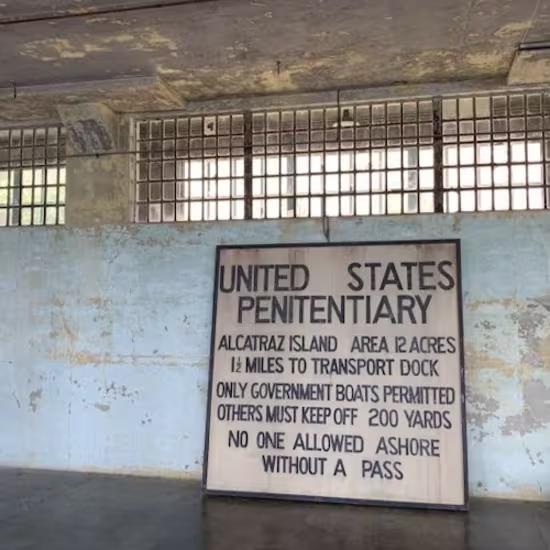 UNITED STATES
PENITENTIARY
ALCATRAZ ISLAND AREA 12 ACRES
1½ MILES TO TRANSPORT DOCK
ONLY GOVERNMENT BOATS PERMITTED
OTHERS MUST KEEP OFF 200 YARDS
NO ONE ALLOWED ASHORE
WITHOUT A PASS